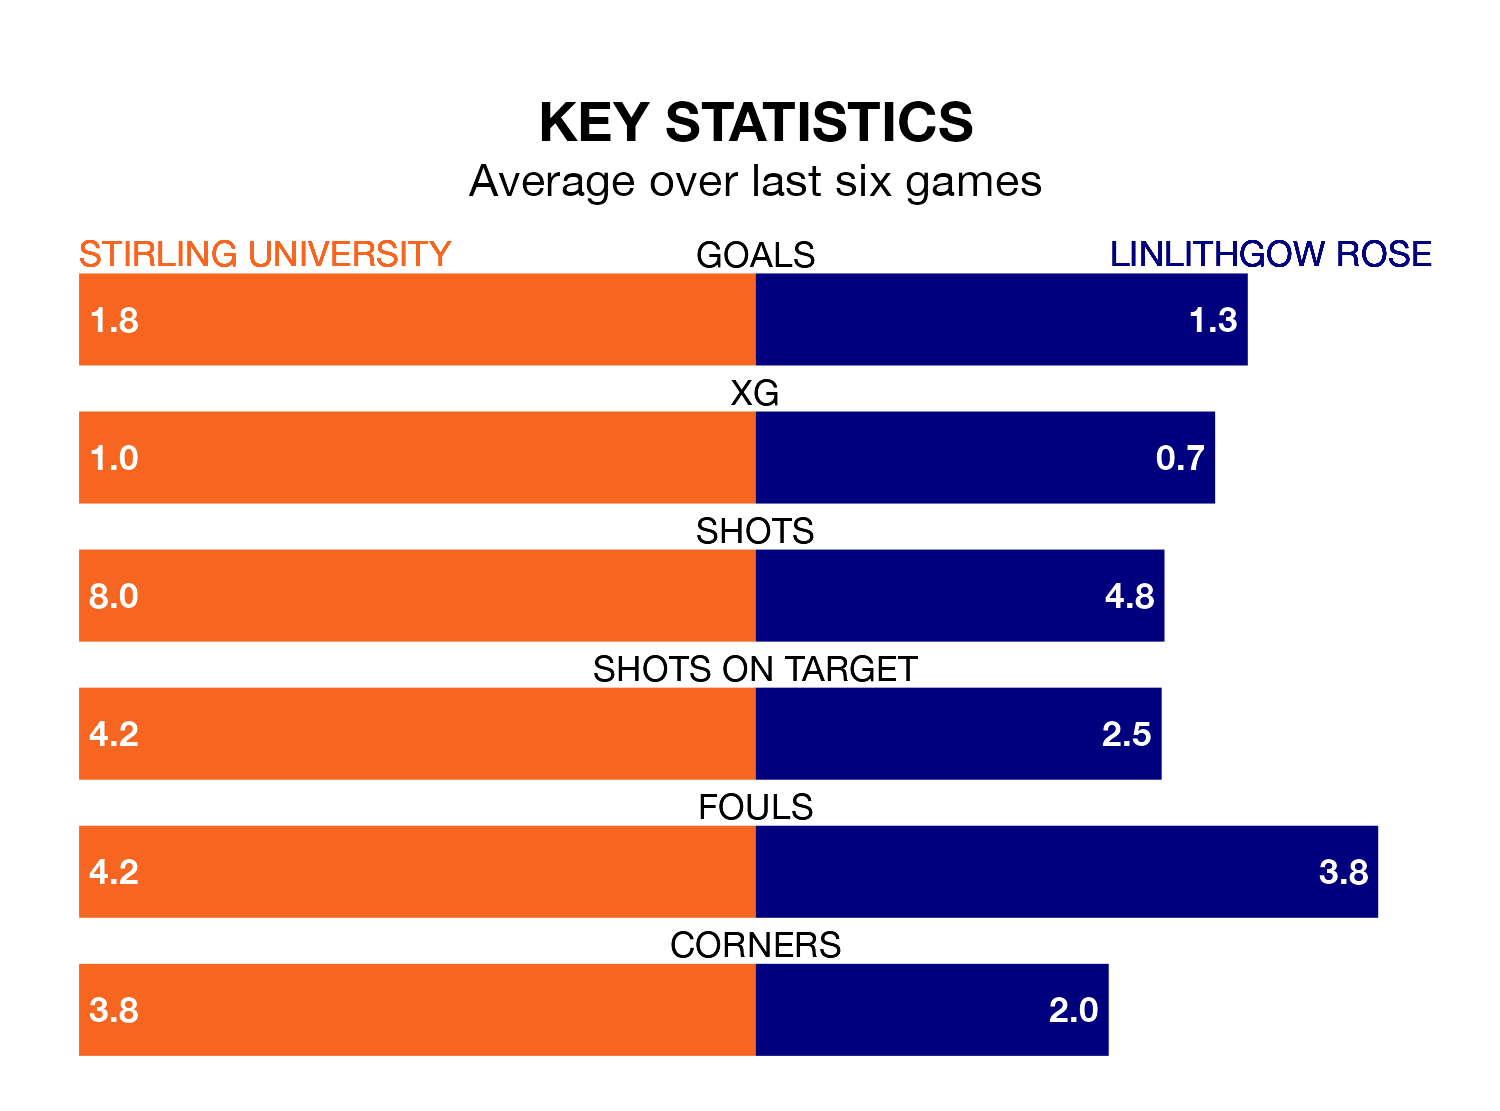 KEY STATISTICS
Average over last six games
STIRLING UNIVERSITY GOALS LINLITHGOW ROSE
1.8 1.3
XG
1.0 0.7
SHOTS
8.0 4.8
SHOTS ON TARGET
4.2 2.5
FOULS
4.2 3.8
CORNERS
3.8 2.0